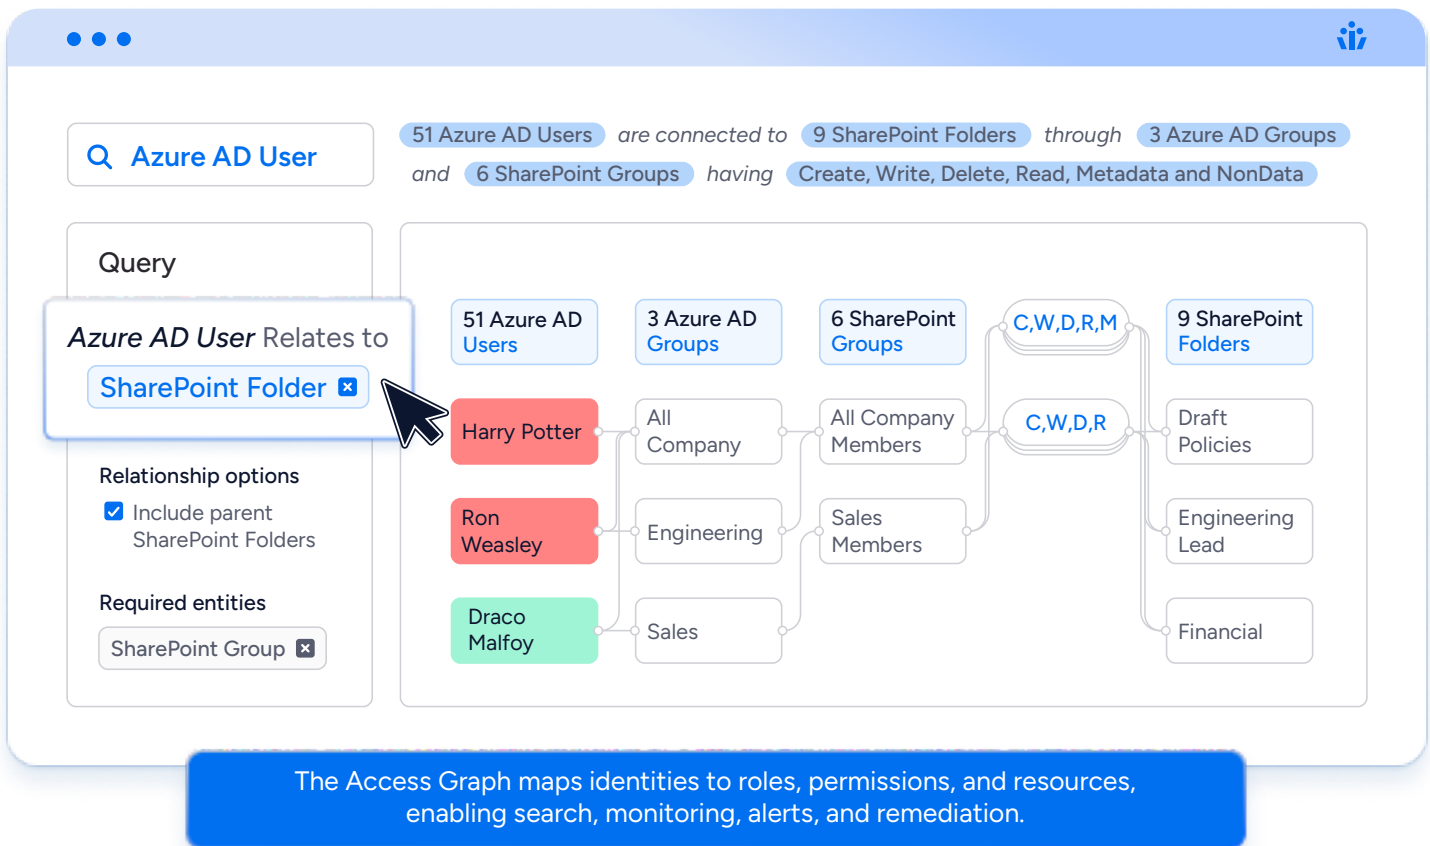 Azure AD User
51 Azure AD Users are connected to 9 SharePoint Folders through 3 Azure AD Groups
and 6 SharePoint Groups having Create, Write, Delete, Read, Metadata and NonData
Query
Azure AD User Relates to
SharePoint Folder
Relationship options
Include parent
SharePoint Folders
Required entities
SharePoint Group
51 Azure AD
Users
3 Azure AD
Groups
6 SharePoint
Groups
C,W,D,R,M
9 SharePoint
Folders
Harry Potter
All
Company
All Company
Members
C,W,D,R
Draft
Policies
Ron
Weasley
Engineering
Sales
Members
Engineering
Lead
Draco
Malfoy
Sales
Financial
The Access Graph maps identities to roles, permissions, and resources,
enabling search, monitoring, alerts, and remediation.